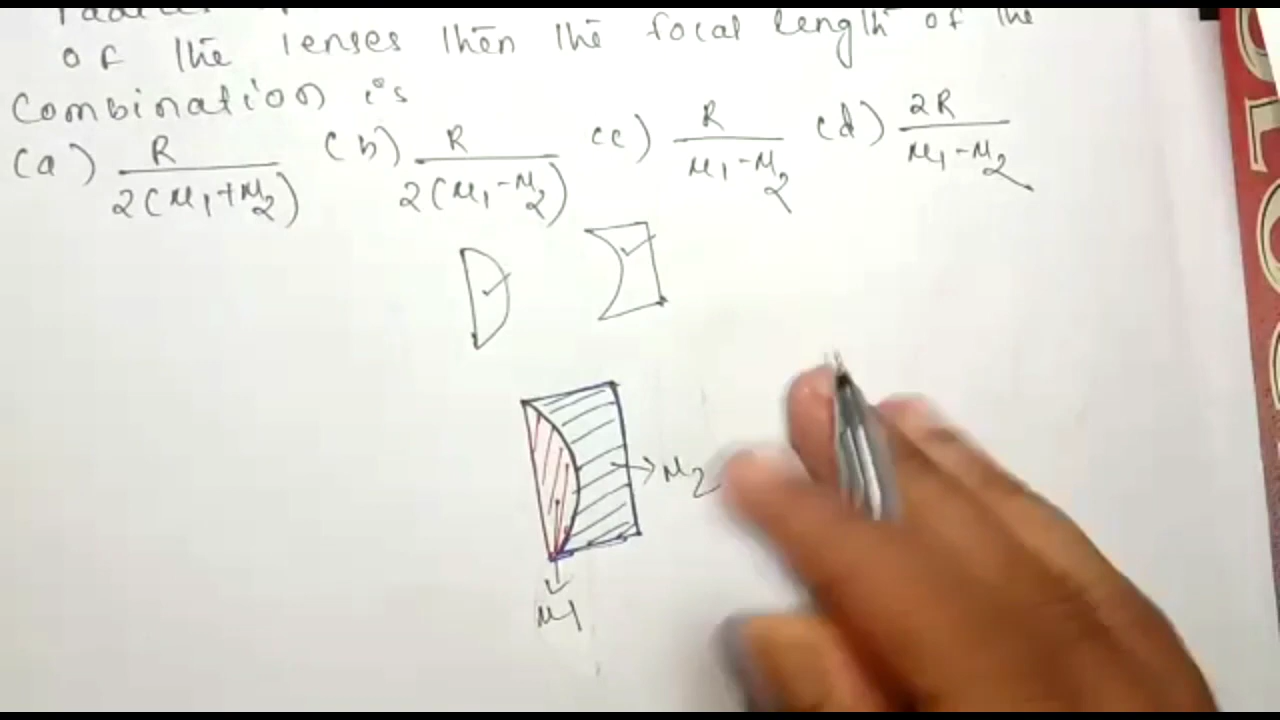 of the lenses then the focal length of the
Combination is
(a) R / 2(μ1+μ2) (b) R / 2(μ1-μ2) (c) R / μ1-μ2 (d) 2R / μ1-μ2
μ2
μ1